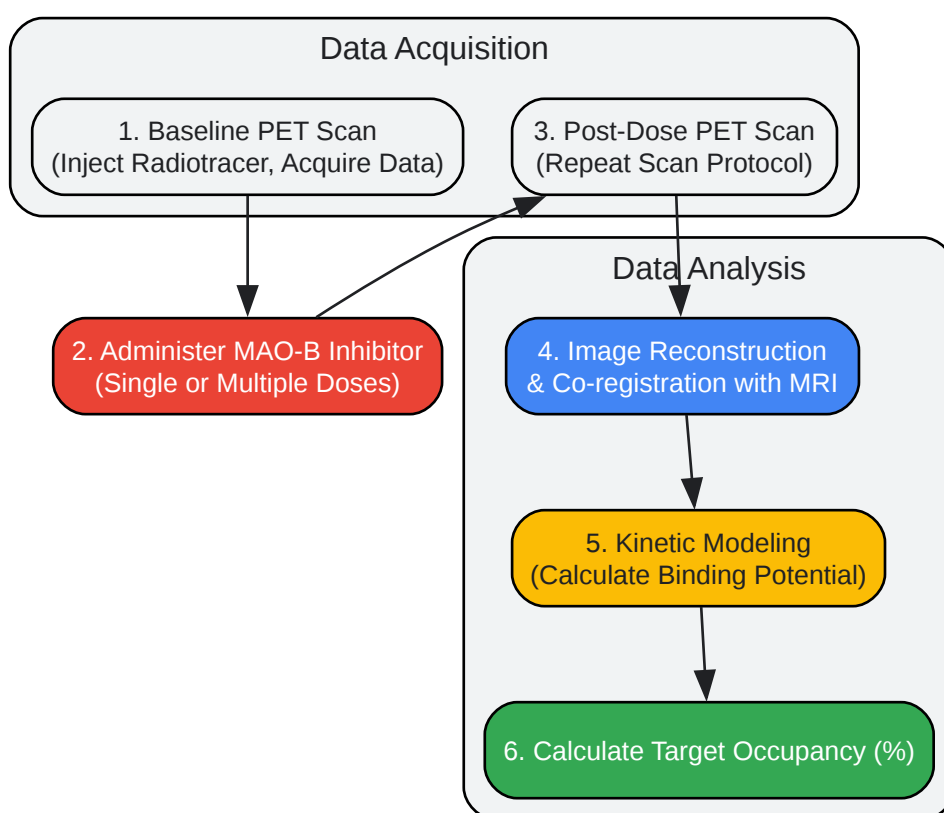 Data Acquisition
1. Baseline PET Scan
(Inject Radiotracer, Acquire Data)
3. Post-Dose PET Scan
(Repeat Scan Protocol)
2. Administer MAO-B Inhibitor
(Single or Multiple Doses)
Data Analysis
4. Image Reconstruction
& Co-registration with MRI
5. Kinetic Modeling
(Calculate Binding Potential)
6. Calculate Target Occupancy (%)